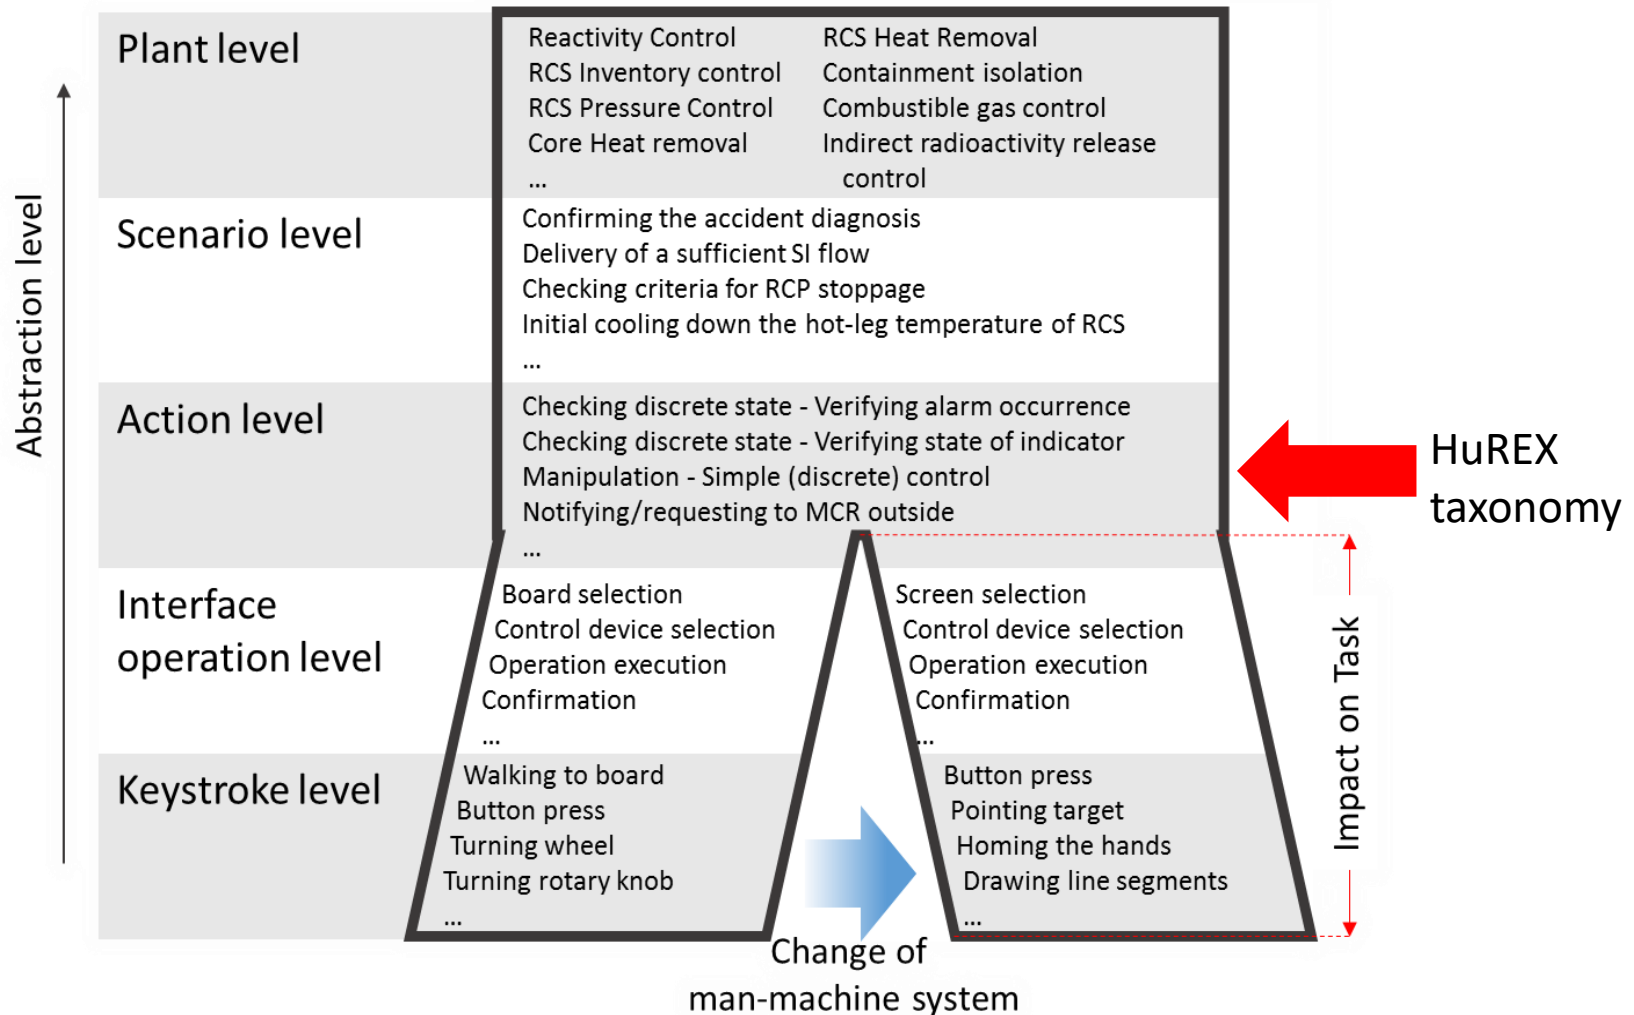 Abstraction level
Plant level
Reactivity Control
RCS Inventory control
RCS Pressure Control
Core Heat removal
...
RCS Heat Removal
Containment isolation
Combustible gas control
Indirect radioactivity release
control
Scenario level
Confirming the accident diagnosis
Delivery of a sufficient SI flow
Checking criteria for RCP stoppage
Initial cooling down the hot-leg temperature of RCS
...
Action level
Checking discrete state - Verifying alarm occurrence
Checking discrete state - Verifying state of indicator
Manipulation - Simple (discrete) control
Notifying/requesting to MCR outside
...
HuREX
taxonomy
Interface
operation level
Board selection
Control device selection
Operation execution
Confirmation
...
Screen selection
Control device selection
Operation execution
Confirmation
...
Keystroke level
Walking to board
Button press
Turning wheel
Turning rotary knob
...
Button press
Pointing target
Homing the hands
Drawing line segments
...
Impact on Task
Change of
man-machine system